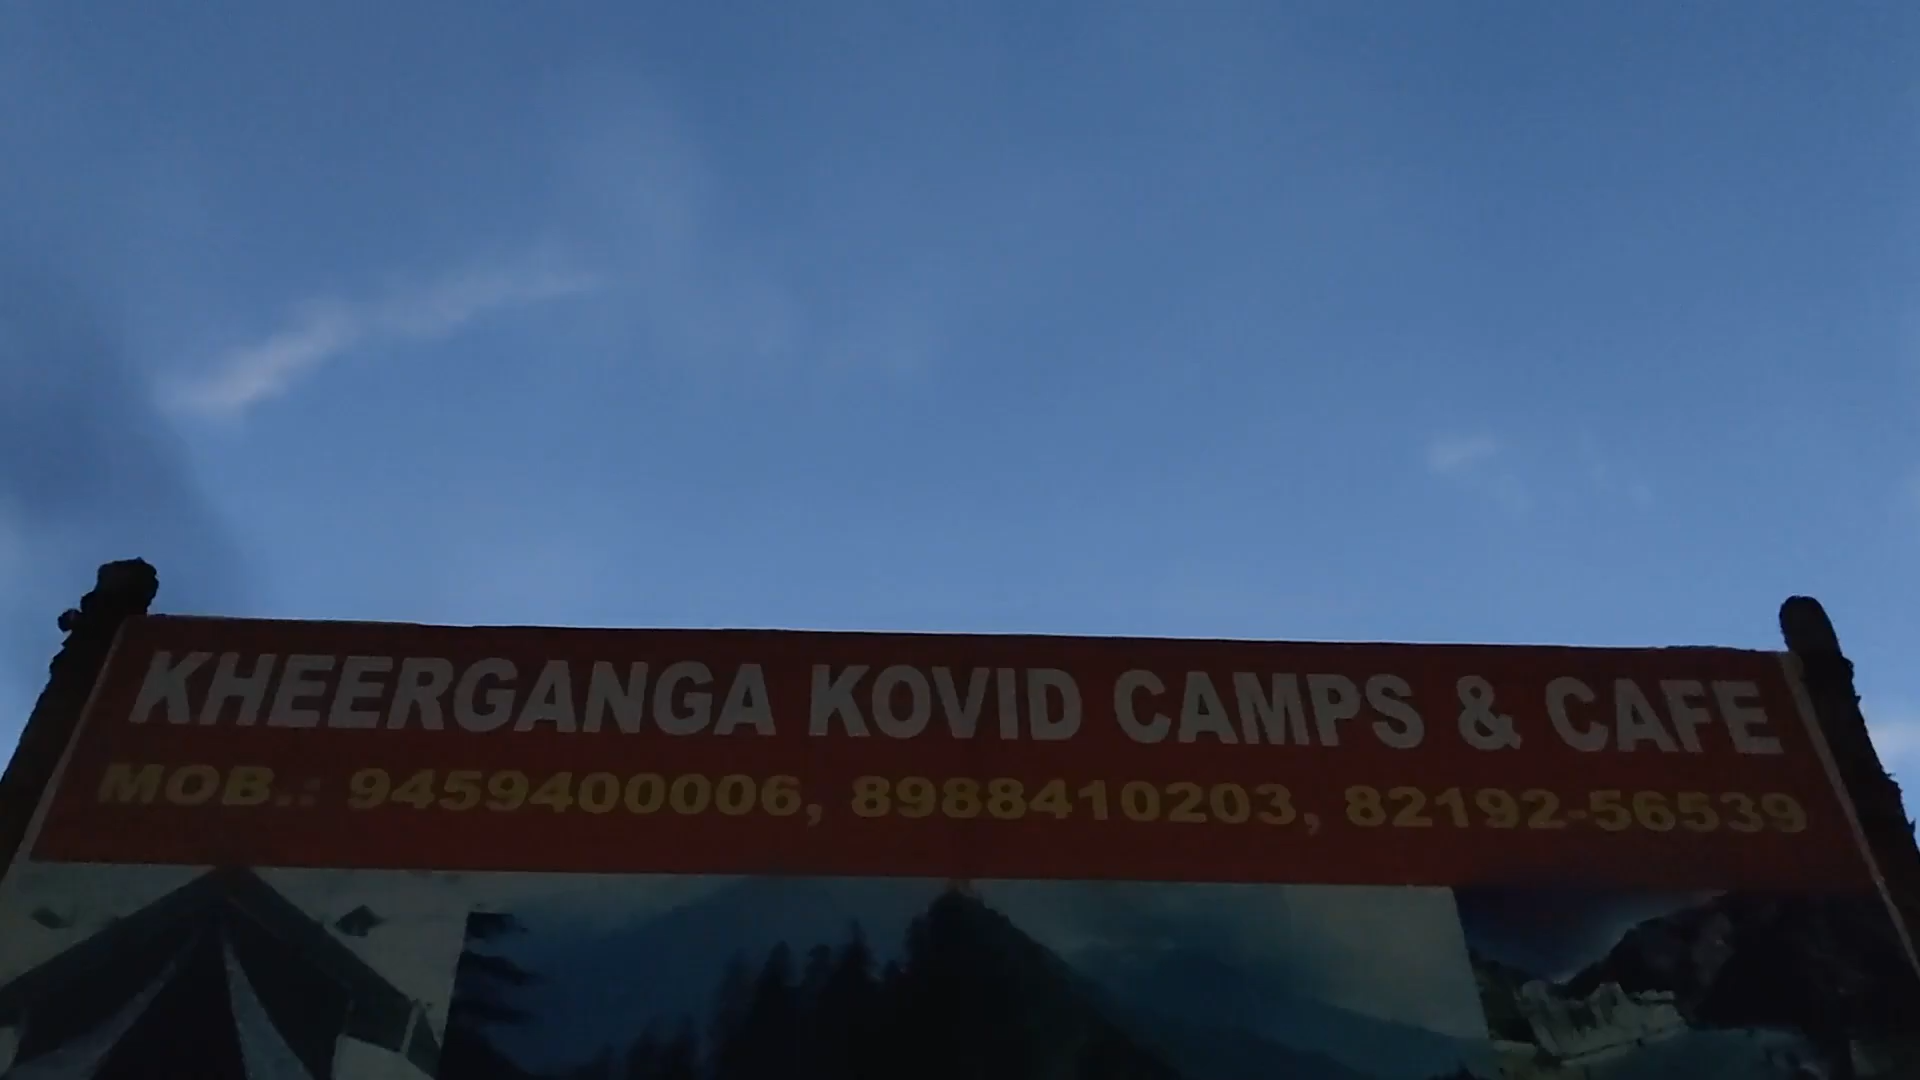 KHEERGANGA KOVID CAMPS & CAFE
MOB.: 9459400006, 8988410203, 82192-56539